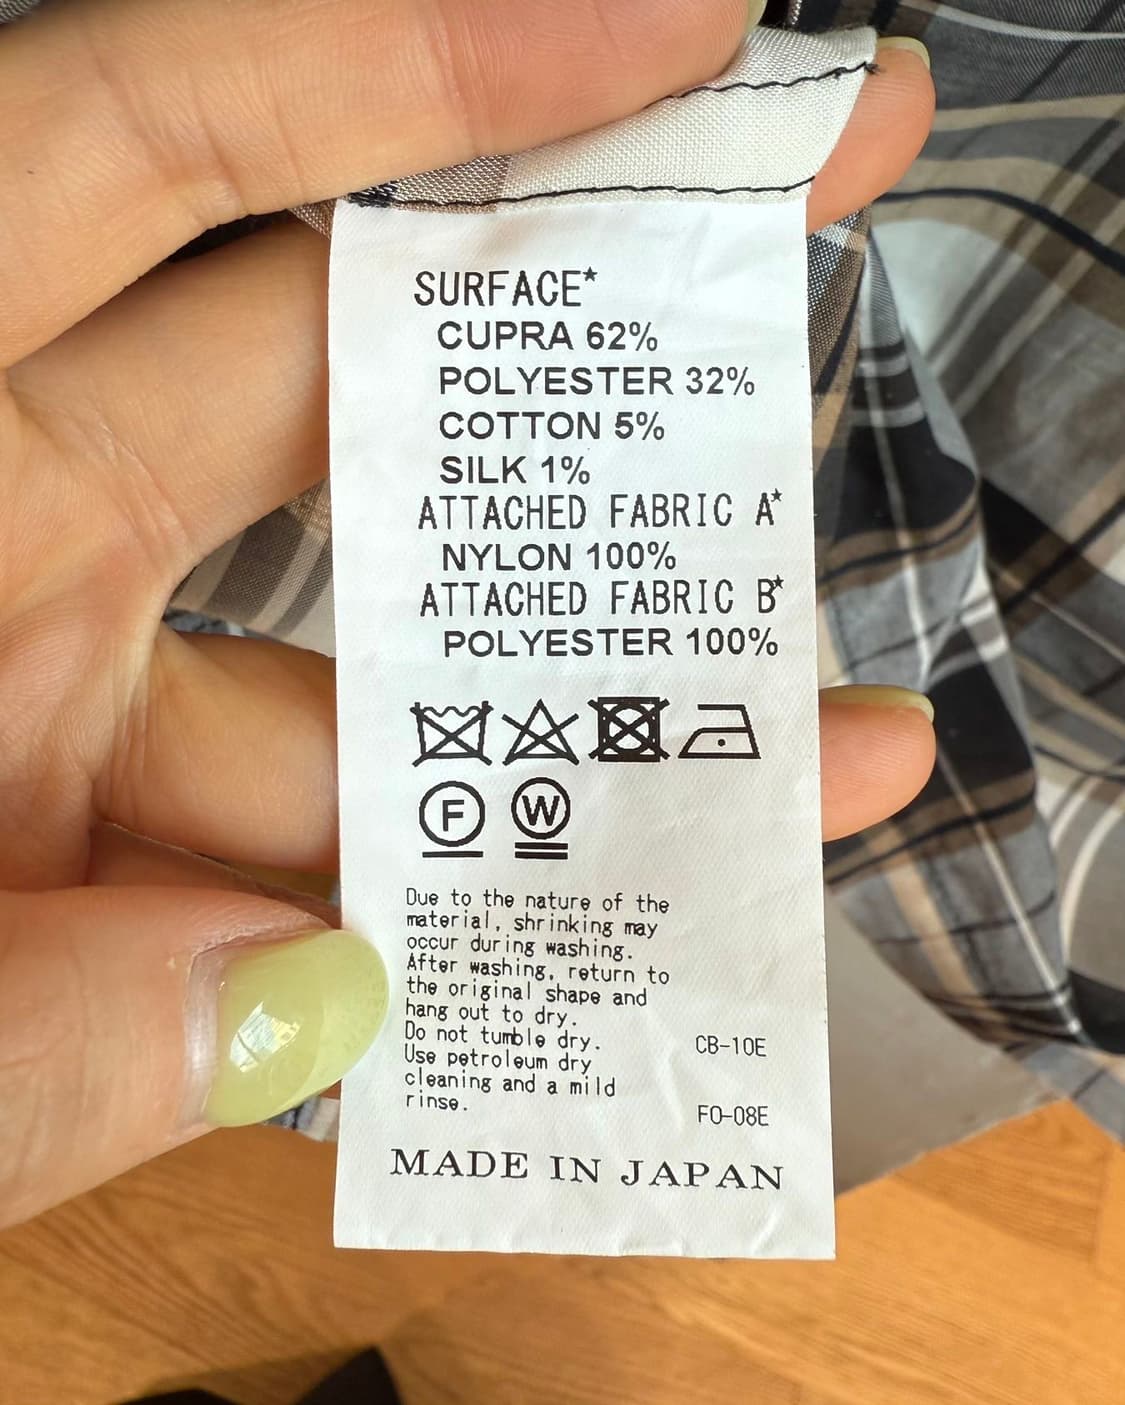 SURFACE*
CUPRA 62%
POLYESTER 32%
COTTON 5%
SILK 1%
ATTACHED FABRIC A*
NYLON 100%
ATTACHED FABRIC B*
POLYESTER 100%
F W
Due to the nature of the
material, shrinking may
occur during washing.
After washing, return to
the original shape and
hang out to dry.
Do not tumble dry.
Use petroleum dry
cleaning and a mild
rinse.
CB-10E
FO-08E
MADE IN JAPAN